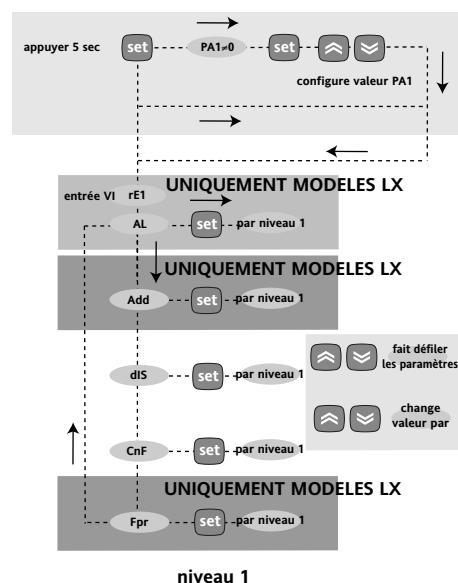 appuyer 5 sec set PA1≠0 set
configure valeur PA1
UNIQUEMENT MODELES LX
entrée VI rE1
AL set par niveau 1
UNIQUEMENT MODELES LX
Add set par niveau 1
fait défiler
les paramètres
dIS set par niveau 1
change
valeur par
CnF set par niveau 1
UNIQUEMENT MODELES LX
Fpr set par niveau 1
niveau 1